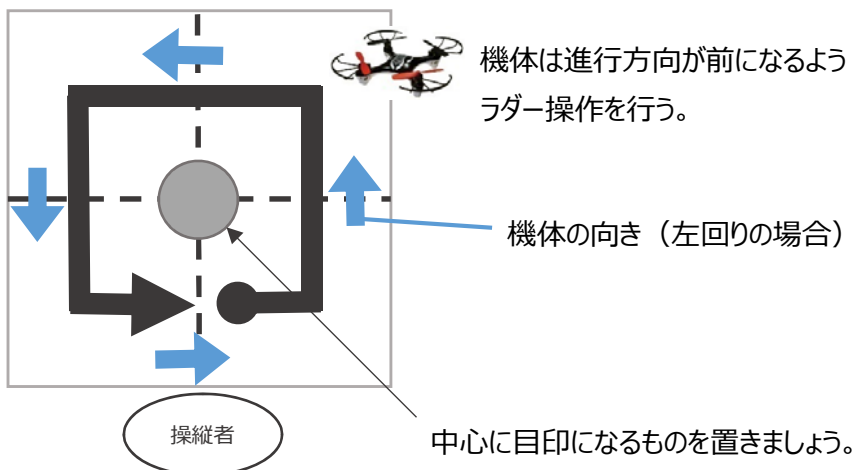 機体は進行方向が前になるよう
ラダー操作を行う。
機体の向き（左回りの場合）
操縦者
中心に目印になるものを置きましょう。